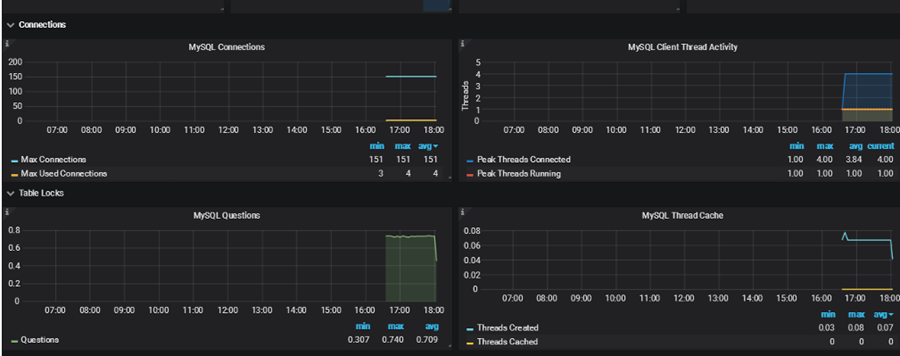 Connections
MySQL Connections
200
150
100
50
0
07:00 08:00 09:00 10:00 11:00 12:00 13:00 14:00 15:00 16:00 17:00 18:00
min max avg
Max Connections 151 151 151
Max Used Connections 3 4 4
MySQL Client Thread Activity
Threads
5
4
3
2
1
0
07:00 08:00 09:00 10:00 11:00 12:00 13:00 14:00 15:00 16:00 17:00 18:00
min max avg current
Peak Threads Connected 1.00 4.00 3.84 4.00
Peak Threads Running 1.00 1.00 1.00 1.00
Table Locks
MySQL Questions
0.8
0.6
0.4
0.2
0
07:00 08:00 09:00 10:00 11:00 12:00 13:00 14:00 15:00 16:00 17:00 18:00
min max avg
Questions 0.307 0.740 0.709
MySQL Thread Cache
0.08
0.06
0.04
0.02
0
07:00 08:00 09:00 10:00 11:00 12:00 13:00 14:00 15:00 16:00 17:00 18:00
min max avg
Threads Created 0.03 0.08 0.07
Threads Cached 0 0 0